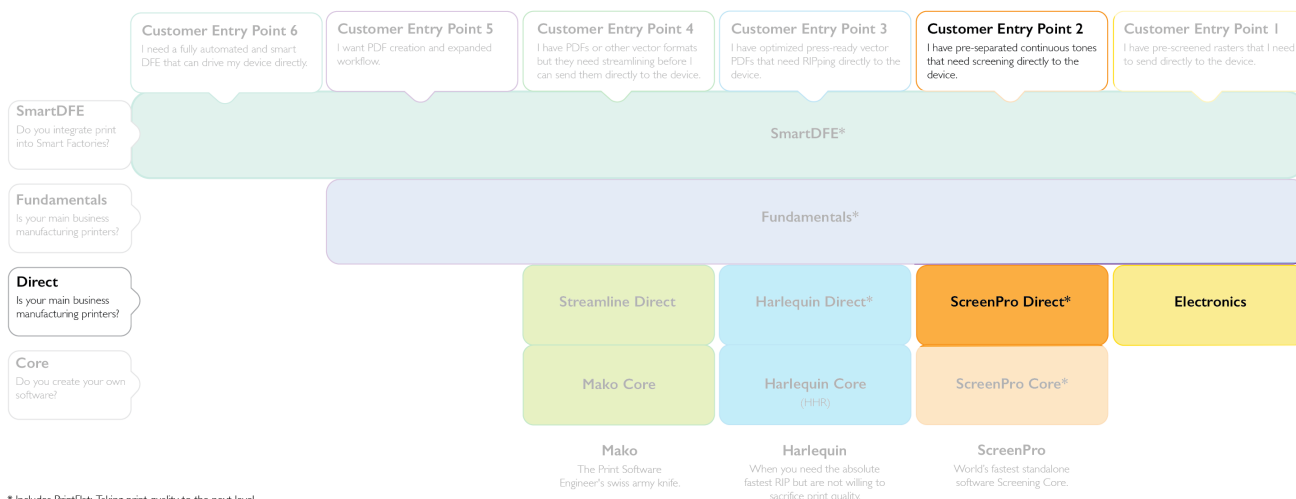 Customer Entry Point 6
I need a fully automated and smart
DFE that can drive my device directly.
Customer Entry Point 5
I want PDF creation and expanded
workflow.
Customer Entry Point 4
I have PDFs or other vector formats
but they need streamlining before I
can send them directly to the device.
Customer Entry Point 3
I have optimized press-ready vector
PDFs that need RIPping directly to the
device.
Customer Entry Point 2
I have pre-separated continuous tones
that need screening directly to the
device.
Customer Entry Point 1
I have pre-screened rasters that I need
to send directly to the device.
SmartDFE
Do you integrate print
into Smart Factories?
SmartDFE*
Fundamentals
Is your main business
manufacturing printers?
Fundamentals*
Direct
Is your main business
manufacturing printers?
Streamline Direct
Harlequin Direct*
ScreenPro Direct*
Electronics
Core
Do you create your own
software?
Mako Core
Harlequin Core
(HHR)
ScreenPro Core*
Mako
The Print Software
Engineer's swiss army knife.
Harlequin
When you need the absolute
fastest RIP but are not willing to
sacrifice print quality.
ScreenPro
World's fastest standalone
software Screening Core.
* Includes PrintFlat: Taking print quality to the next level